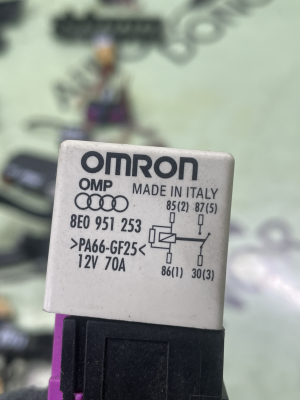 OMRON
OMP
MADE IN ITALY
85(2) 87(5)
8E0 951 253
>PA66-GF25<
12V 70A
86(1) 30(3)